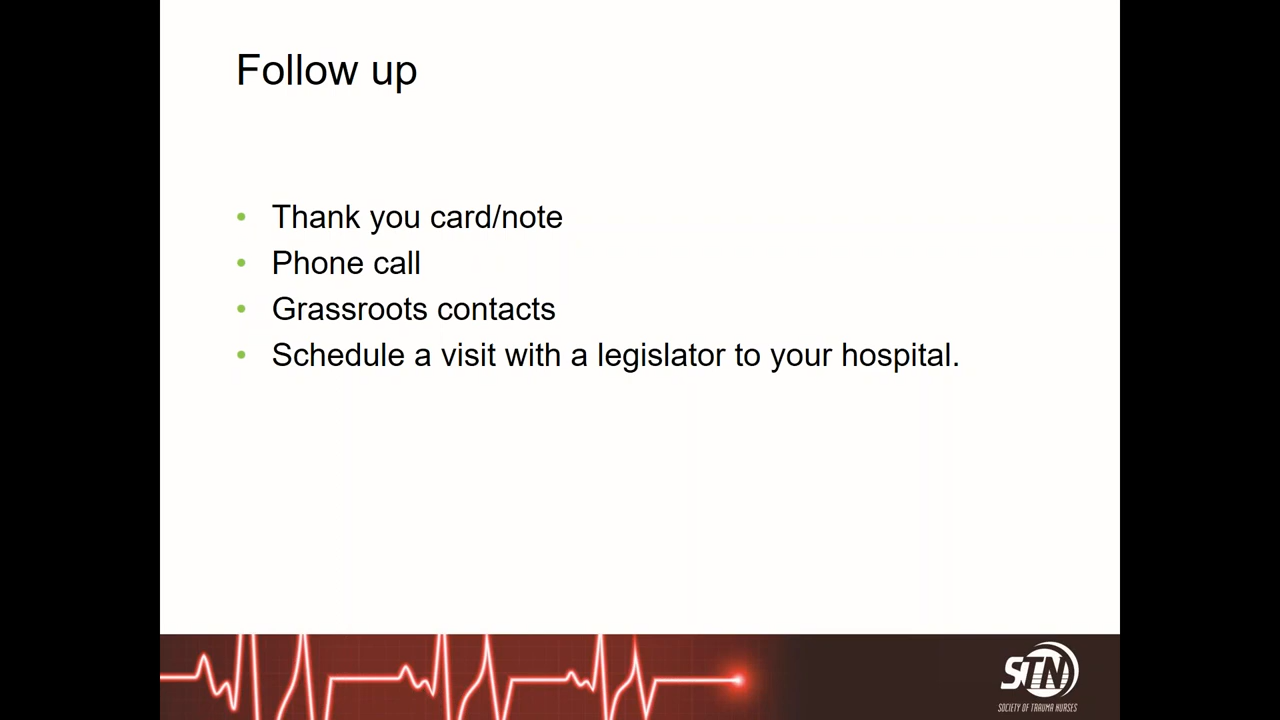 Follow up
• Thank you card/note
• Phone call
• Grassroots contacts
• Schedule a visit with a legislator to your hospital.
STN
SOCIETY OF TRAUMA NURSES